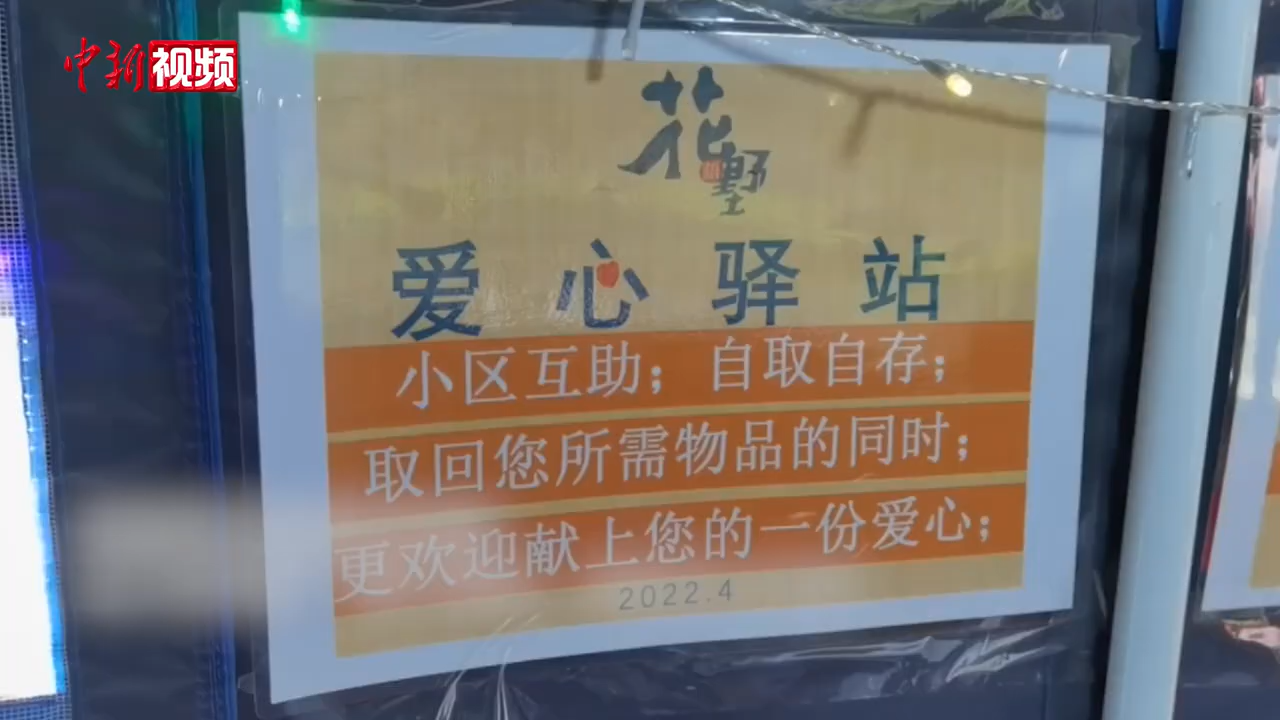 中新视频
花墅
爱心驿站
小区互助；自取自存；
取回您所需物品的同时；
更欢迎献上您的一份爱心；
2022.4